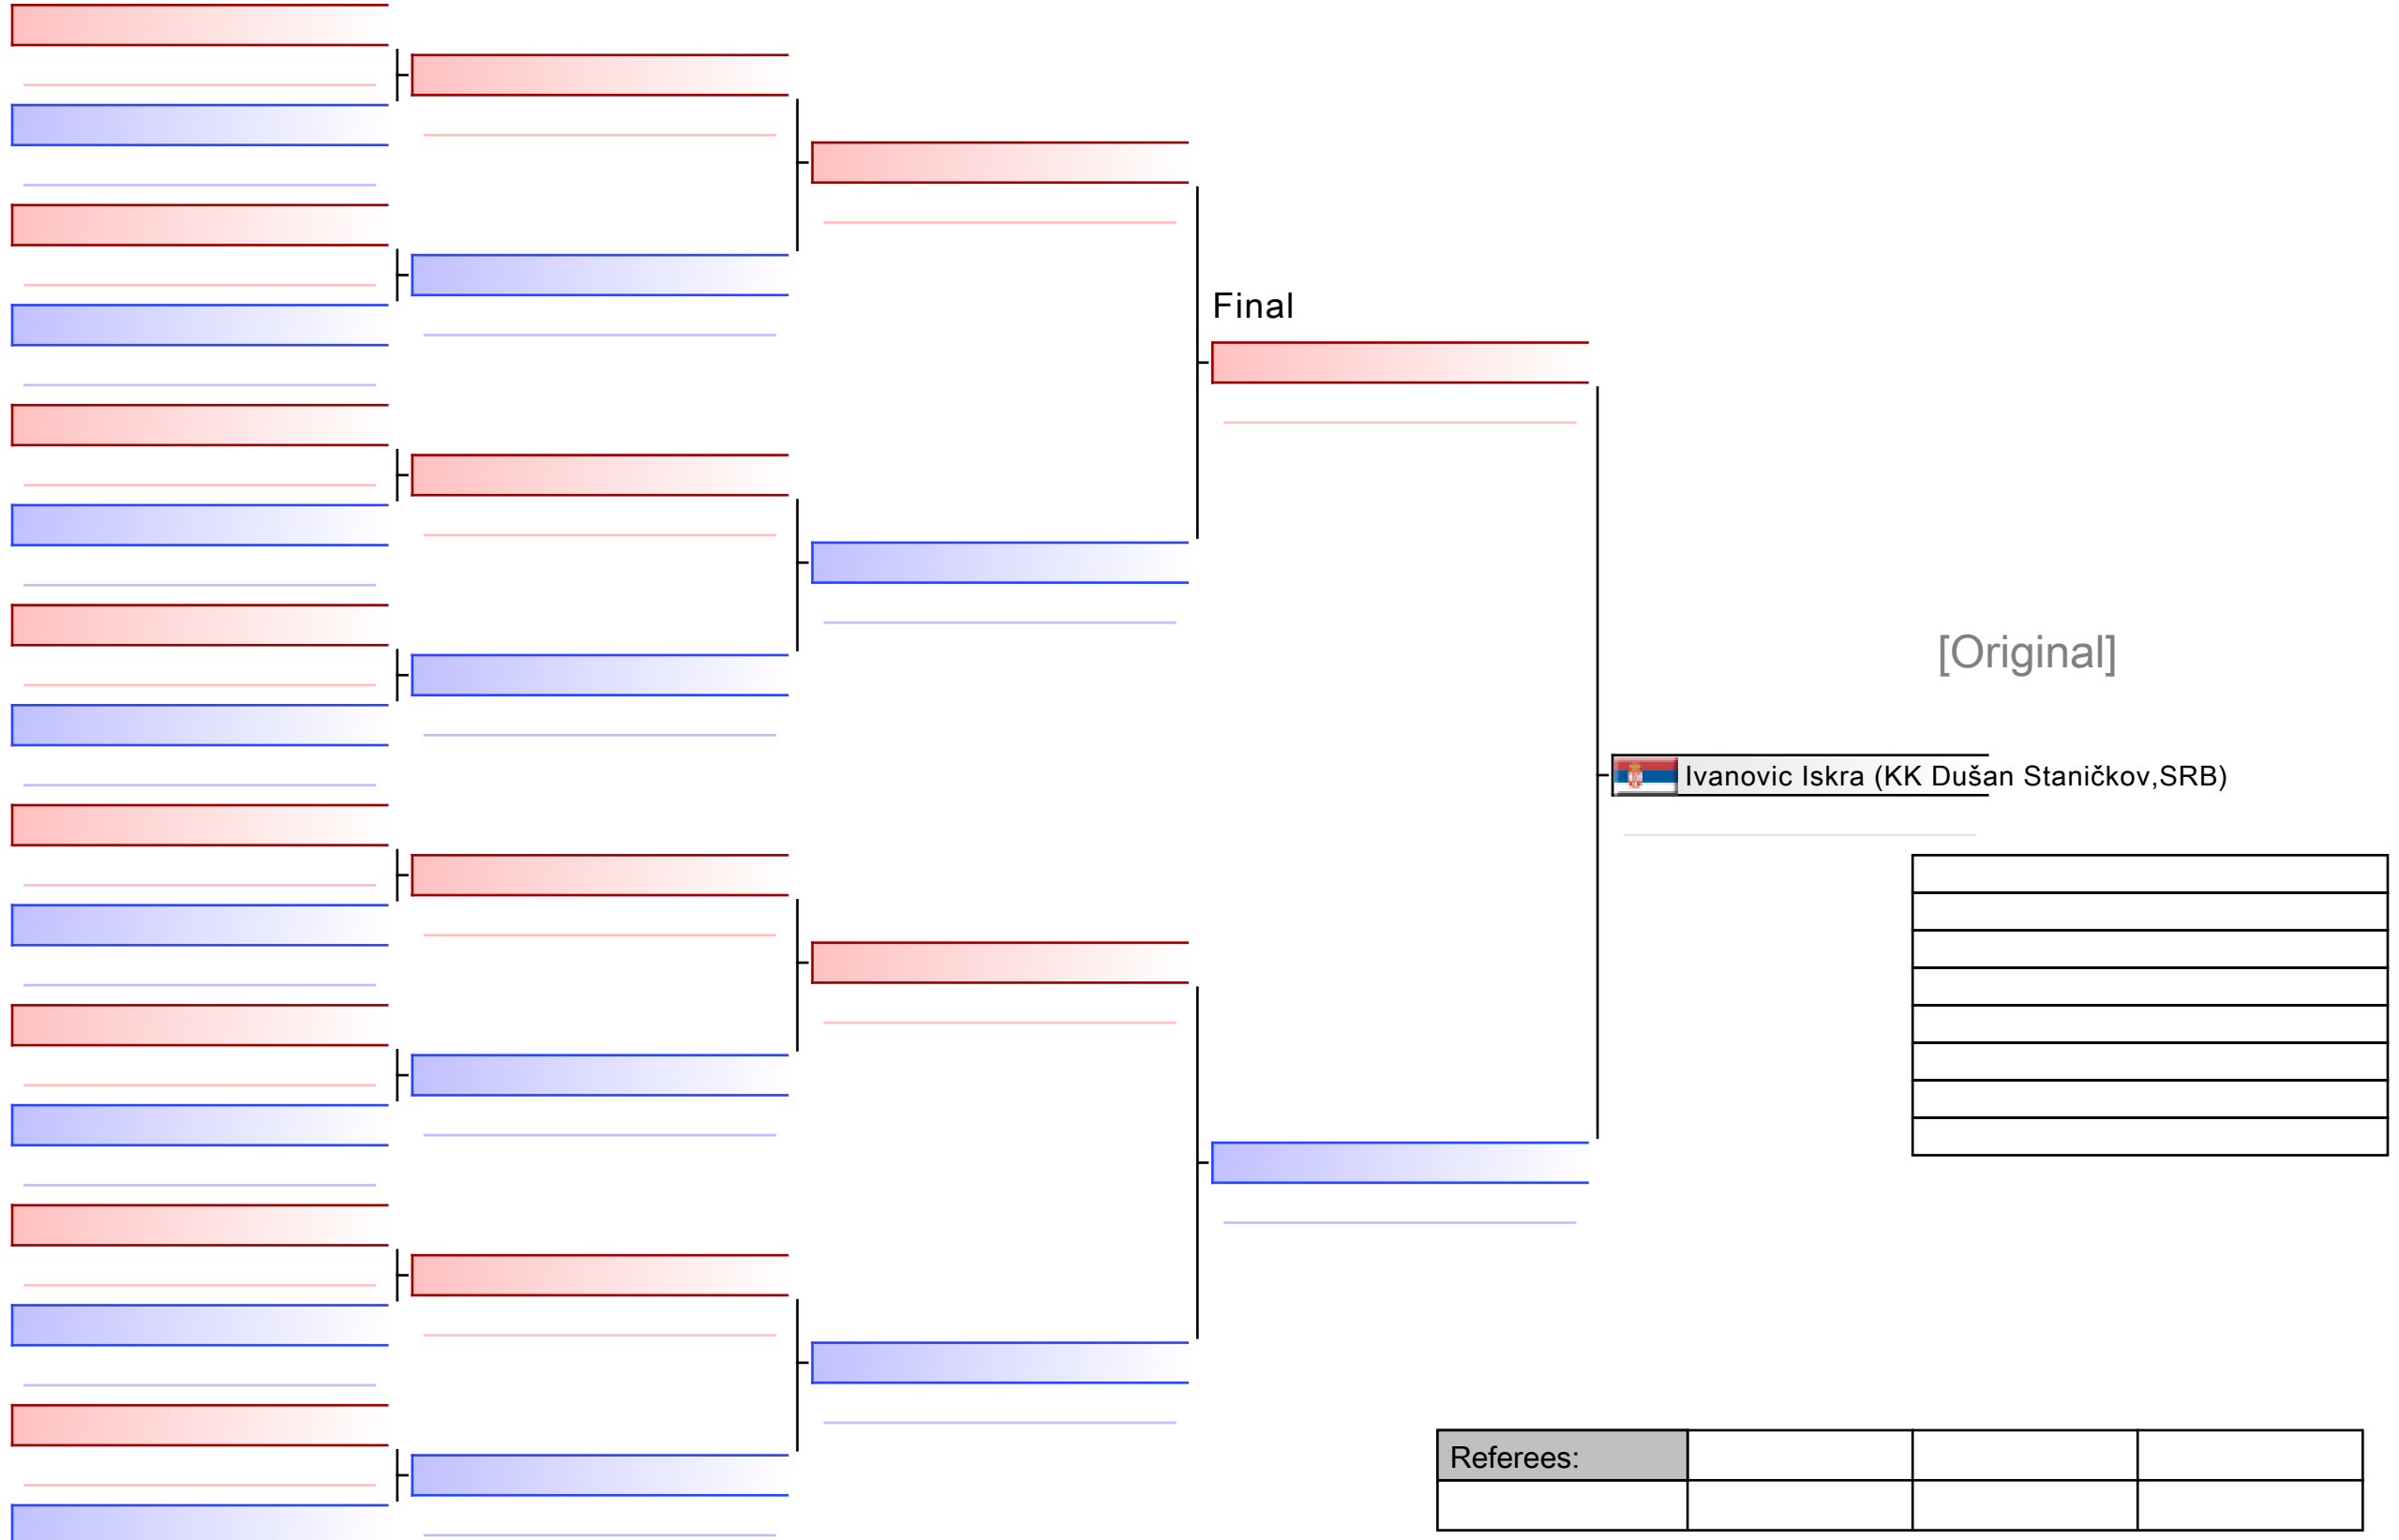 Final
[Original]
Ivanovic Iskra (KK Dušan Staničkov,SRB)
Referees: